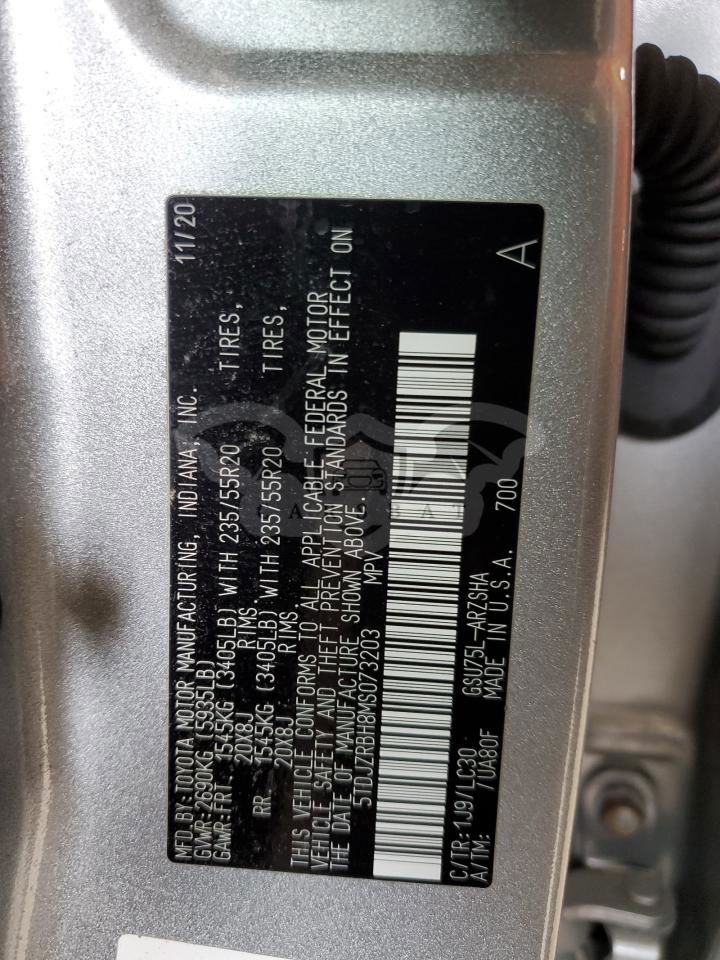 MFD. BY:TOYOTA MOTOR MANUFACTURING, INDIANA, INC. 11/20
GVWR:2690KG (5935LB)
GAWR:FRT 1545KG (3405LB) WITH 235/55R20 TIRES,
20X8J RIMS.
RR 1545KG (3405LB) WITH 235/55R20 TIRES,
20X8J RIMS.
THIS VEHICLE CONFORMS TO ALL APPLICABLE FEDERAL MOTOR
VEHICLE SAFETY AND THEFT PREVENTION STANDARDS IN EFFECT ON
THE DATE OF MANUFACTURE SHOWN ABOVE.
5TDJZRBH8MS073203 MPV
C/TR:1J9/LC30 GSU75L-ARZSHA
A/TM: /UA80F MADE IN U.S.A. 700
A